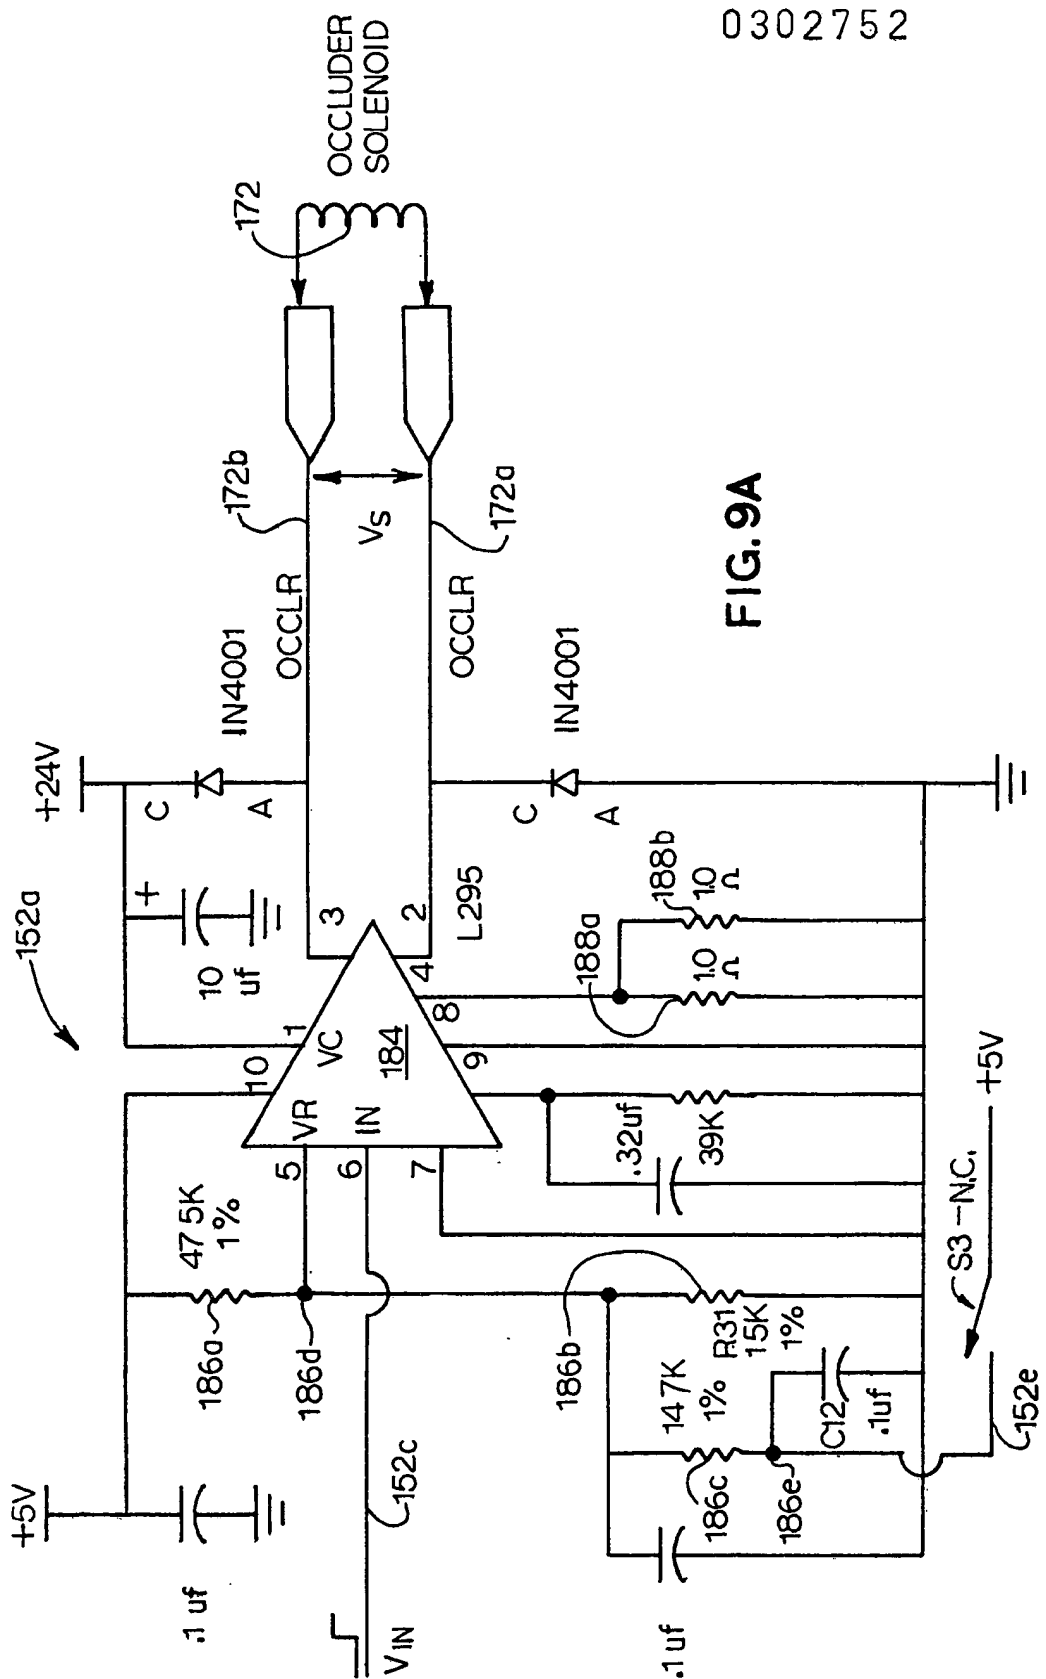 0302752
152a
+5V
.1 uf
+24V
+
10
uf
C
A
IN4001
OCCLR
172b
172
OCCLUDER
SOLENOID
VS
OCCLR
172a
IN4001
C
A
L295
47 5K
1%
186a
186d
VIN
152c
5
VR
6
IN
7
10
VC
1
3
2
4
8
9
184
186b
.1uf
14 7K
1%
186c
186e
R31
15K
1%
C12
.1uf
.32uf
39K
188a
1.0
Ω
188b
1.0
Ω
S3-N.C.
+5V
152e
FIG. 9A